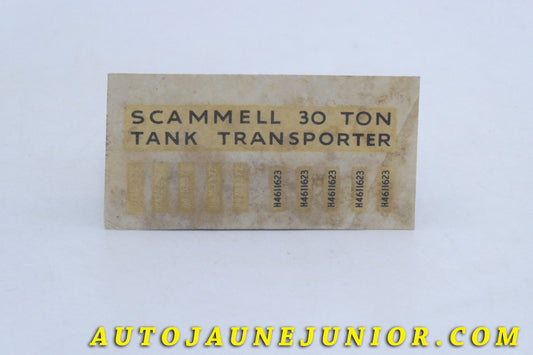 SCAMMELL 30 TON
TANK TRANSPORTER
H4611623 H4611623 H4611623 H4611623 H4611623
AUTOJAUNEJUNIOR.COM